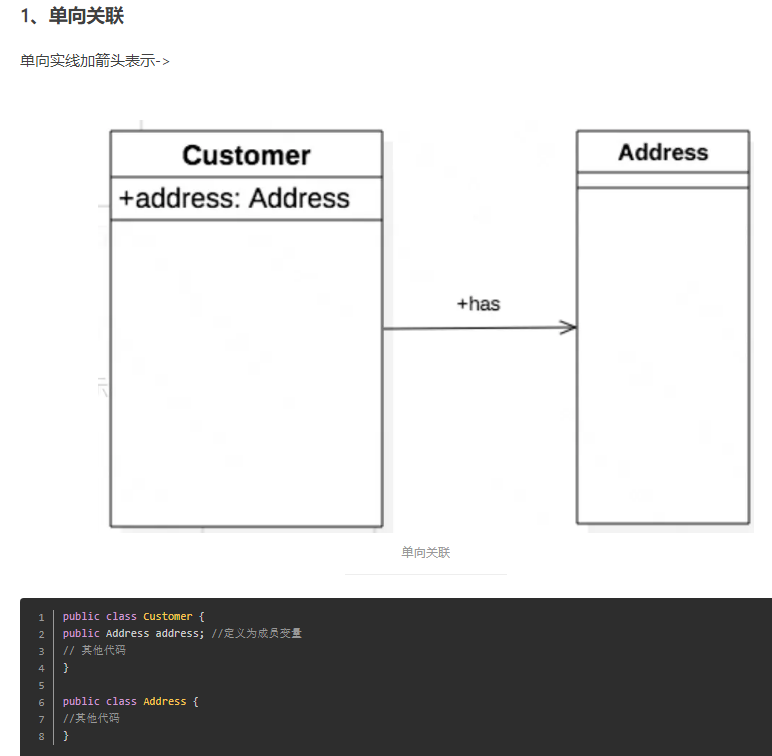 1、单向关联
单向实线加箭头表示->
Customer
+address: Address
Address
+has
示
单向关联
1 public class Customer {
2 public Address address; //定义为成员变量
3 // 其他代码
4 }
5
6 public class Address {
7 //其他代码
8 }